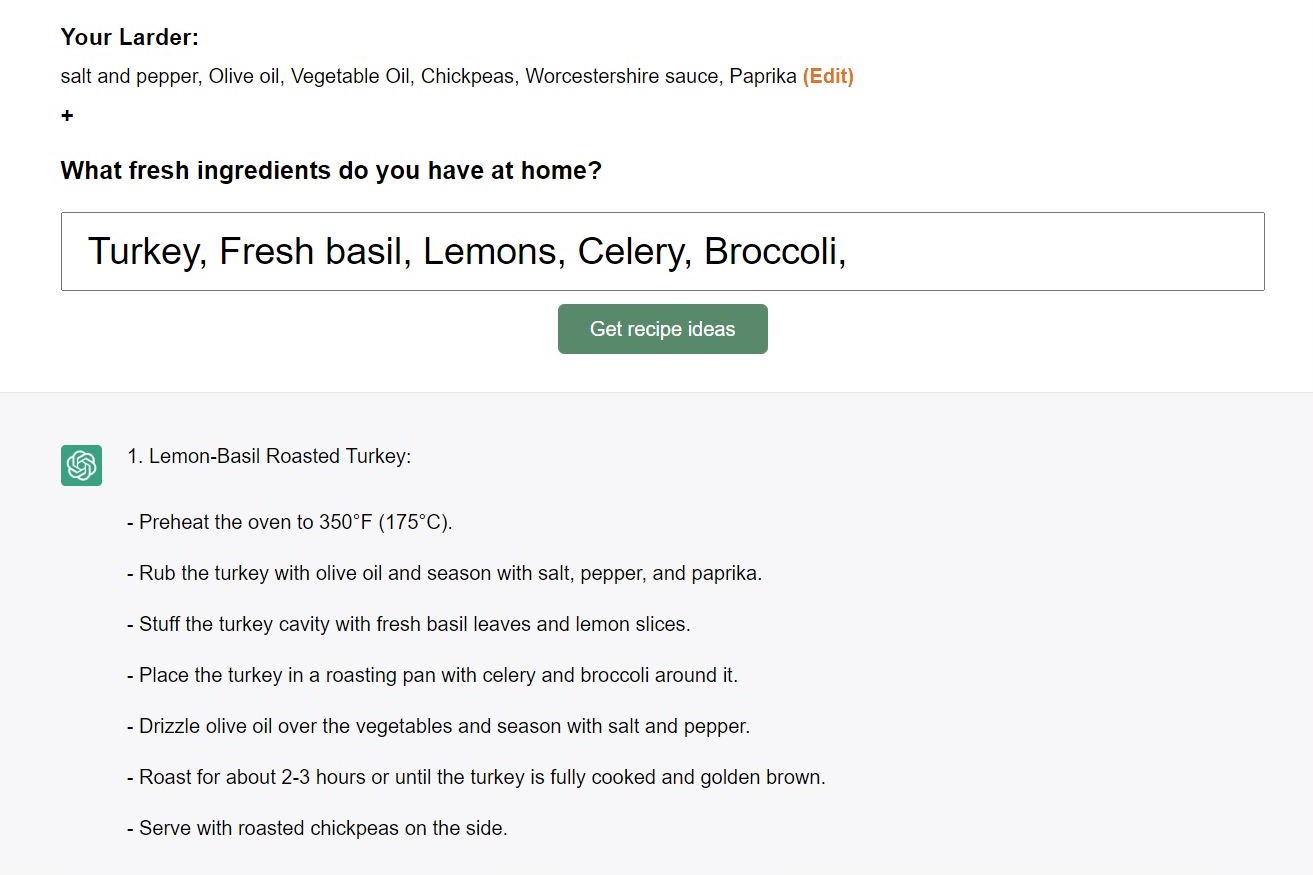 Your Larder:
salt and pepper, Olive oil, Vegetable Oil, Chickpeas, Worcestershire sauce, Paprika (Edit)
+
What fresh ingredients do you have at home?
Turkey, Fresh basil, Lemons, Celery, Broccoli,
Get recipe ideas
1. Lemon-Basil Roasted Turkey:
- Preheat the oven to 350°F (175°C).
- Rub the turkey with olive oil and season with salt, pepper, and paprika.
- Stuff the turkey cavity with fresh basil leaves and lemon slices.
- Place the turkey in a roasting pan with celery and broccoli around it.
- Drizzle olive oil over the vegetables and season with salt and pepper.
- Roast for about 2-3 hours or until the turkey is fully cooked and golden brown.
- Serve with roasted chickpeas on the side.